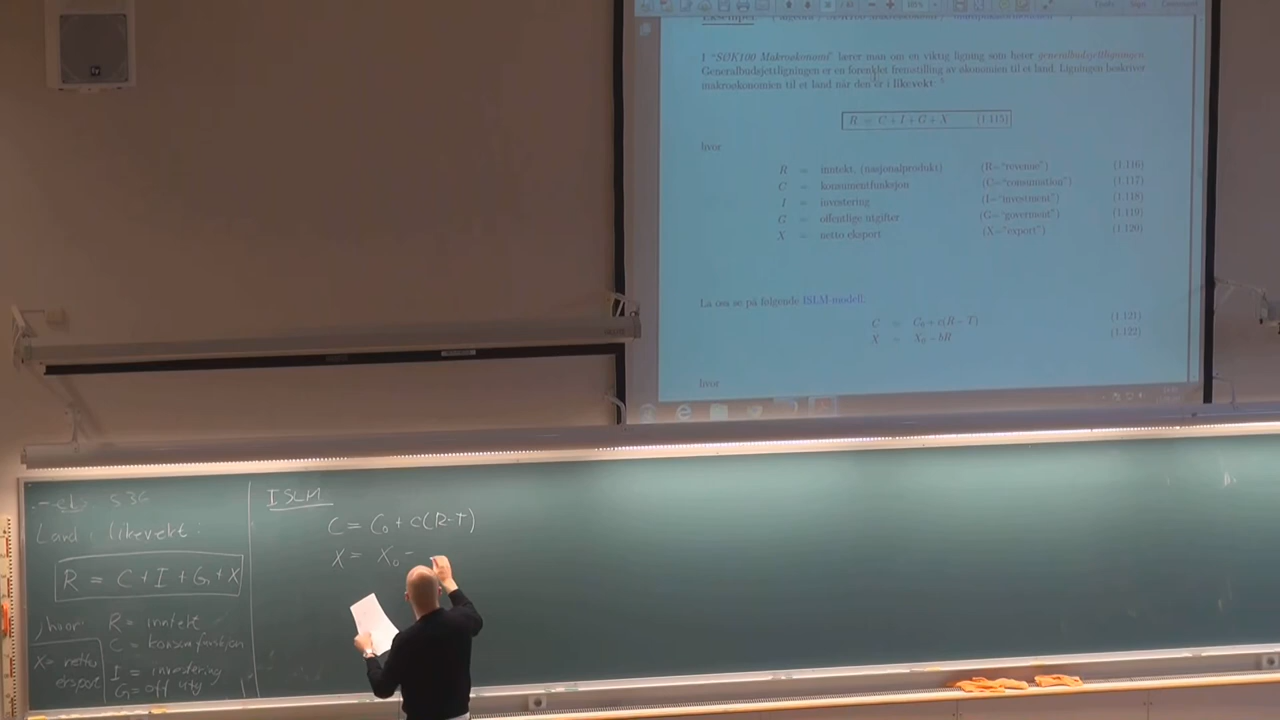 Eksempel
I "SØK100 Makroøkonomi" lærer man om en viktig ligning som heter generalbudsjettligningen.
Generalbudsjettligningen er en forenklet fremstilling av økonomien til et land. Ligningen beskriver
makroøkonomien til et land når den er i likevekt:
R = C + I + G + X (1.115)
hvor
R = inntekt, (nasjonalprodukt) (R="revenue") (1.116)
C = konsumentfunksjon (C="consumation") (1.117)
I = investering (I="investment") (1.118)
G = offentlige utgifter (G="goverment") (1.119)
X = netto eksport (X="export") (1.120)
La oss se på følgende ISLM-modell:
C = C₀ + c(R − T) (1.121)
X = X₀ − bR (1.122)
hvor
S36
Land i likevekt:
R = C + I + G + X
, hvor R = inntekt
C = konsumfunksjon
I = investering
G = off utg
X = netto
eksport
ISLM
C = C₀ + c(R-T)
X = X₀ -